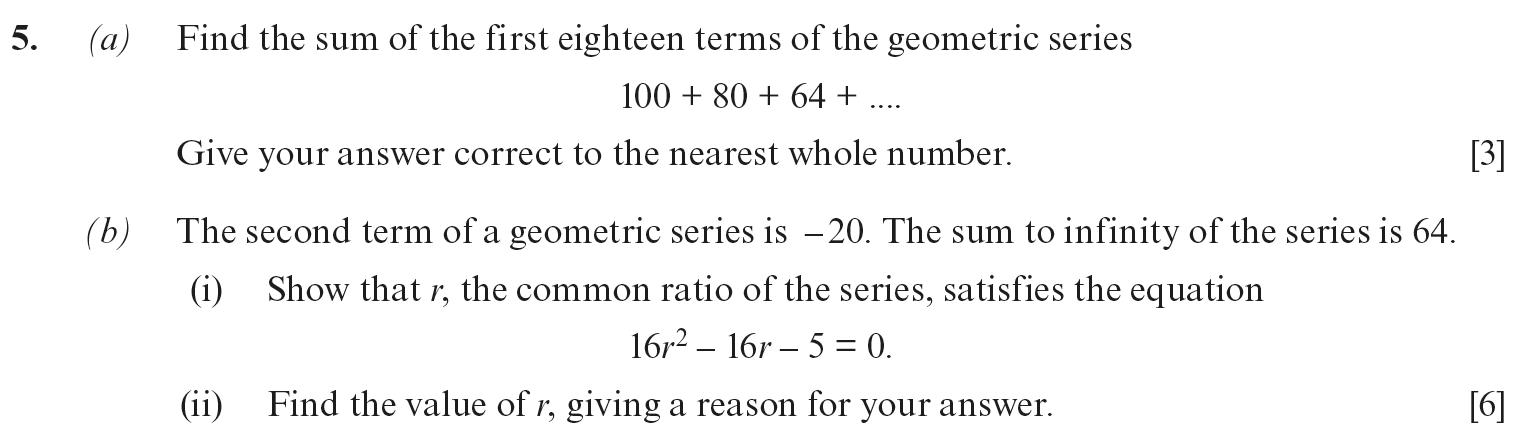 5. (a) Find the sum of the first eighteen terms of the geometric series
100 + 80 + 64 + ....
Give your answer correct to the nearest whole number. [3]
(b) The second term of a geometric series is –20. The sum to infinity of the series is 64.
(i) Show that r, the common ratio of the series, satisfies the equation
16r² – 16r – 5 = 0.
(ii) Find the value of r, giving a reason for your answer. [6]